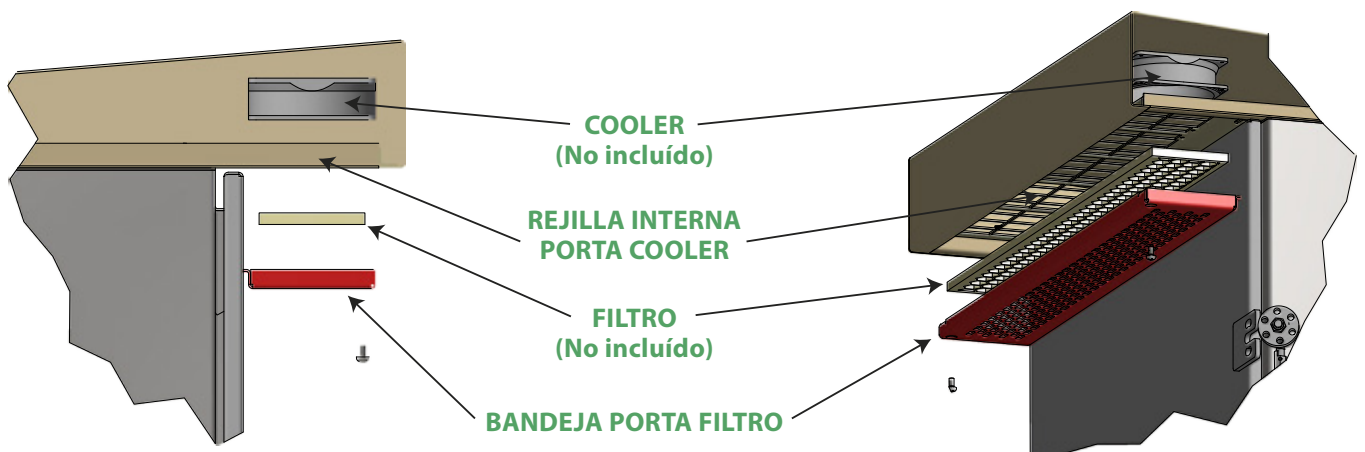 COOLER
(No incluído)
REJILLA INTERNA
PORTA COOLER
FILTRO
(No incluído)
BANDEJA PORTA FILTRO